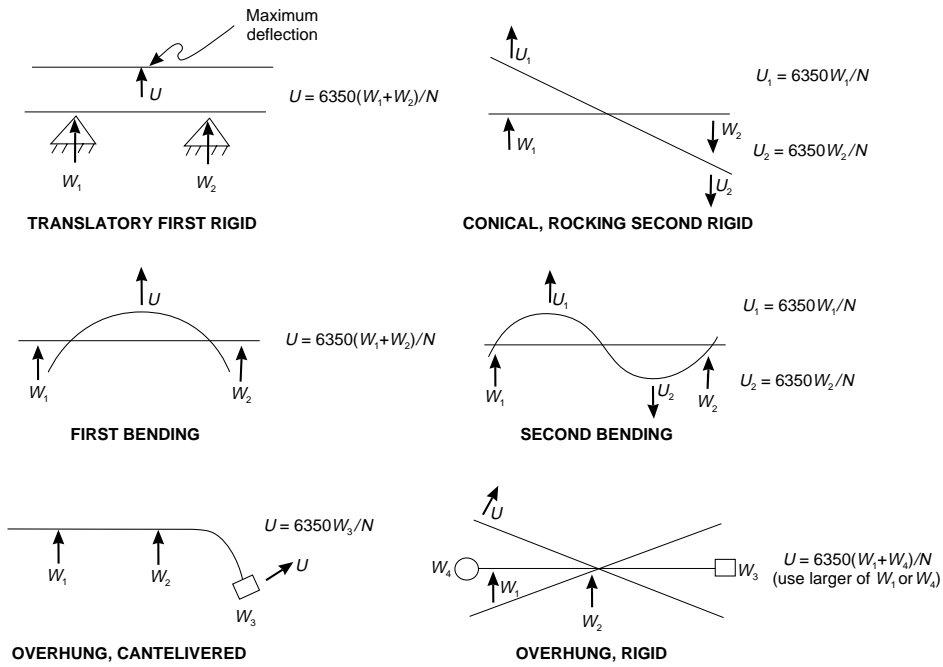 Maximum
deflection
U
U = 6350(W₁+W₂)/N
W₁
W₂
TRANSLATORY FIRST RIGID
U₁
U₁ = 6350W₁/N
W₁
W₂
U₂ = 6350W₂/N
U₂
CONICAL, ROCKING SECOND RIGID
U
U = 6350(W₁+W₂)/N
W₁
W₂
FIRST BENDING
U₁
U₁ = 6350W₁/N
U₂ = 6350W₂/N
W₁
U₂
W₂
SECOND BENDING
U = 6350W₃/N
W₁
W₂
U
W₃
OVERHUNG, CANTELIVERED
U
W₄
W₁
W₃
W₂
U = 6350(W₁+W₄)/N
(use larger of W₁ or W₄)
OVERHUNG, RIGID